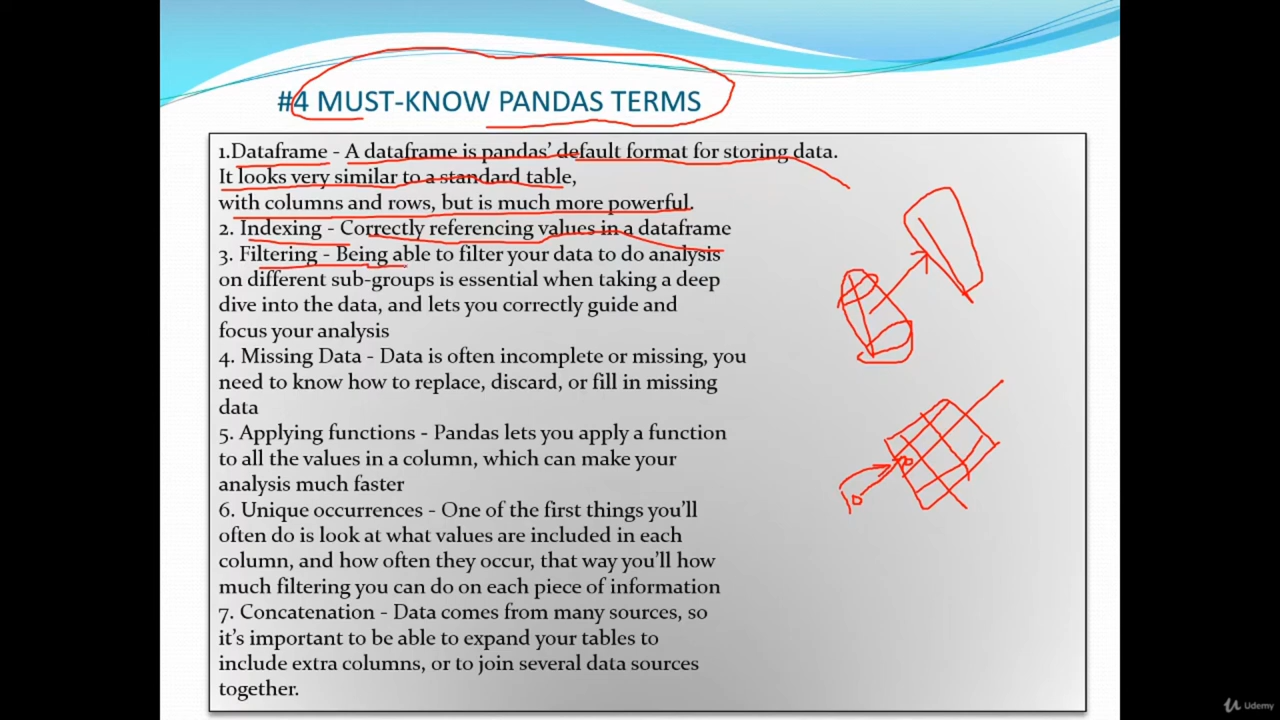 #4 MUST-KNOW PANDAS TERMS
1.Dataframe - A dataframe is pandas' default format for storing data.
It looks very similar to a standard table,
with columns and rows, but is much more powerful.
2. Indexing - Correctly referencing values in a dataframe
3. Filtering - Being able to filter your data to do analysis
on different sub-groups is essential when taking a deep
dive into the data, and lets you correctly guide and
focus your analysis
4. Missing Data - Data is often incomplete or missing, you
need to know how to replace, discard, or fill in missing
data
5. Applying functions - Pandas lets you apply a function
to all the values in a column, which can make your
analysis much faster
6. Unique occurrences - One of the first things you'll
often do is look at what values are included in each
column, and how often they occur, that way you'll how
much filtering you can do on each piece of information
7. Concatenation - Data comes from many sources, so
it's important to be able to expand your tables to
include extra columns, or to join several data sources
together.
Udemy